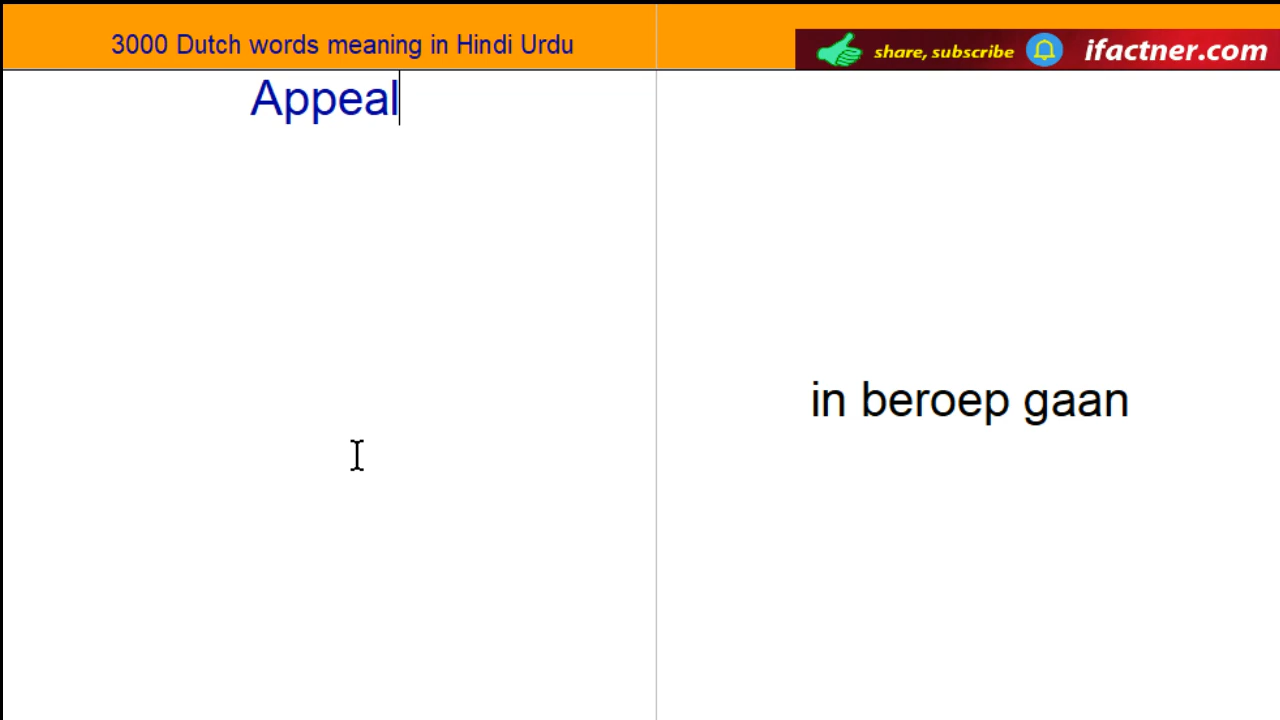 3000 Dutch words meaning in Hindi Urdu
share, subscribe
ifactner.com
Appeal
in beroep gaan